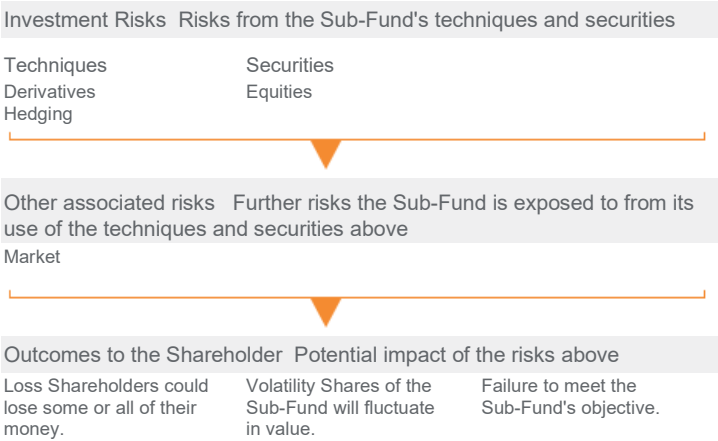 Investment Risks Risks from the Sub-Fund's techniques and securities
Techniques Securities
Derivatives Equities
Hedging
Other associated risks Further risks the Sub-Fund is exposed to from its
use of the techniques and securities above
Market
Outcomes to the Shareholder Potential impact of the risks above
Loss Shareholders could
lose some or all of their
money.
Volatility Shares of the
Sub-Fund will fluctuate
in value.
Failure to meet the
Sub-Fund's objective.